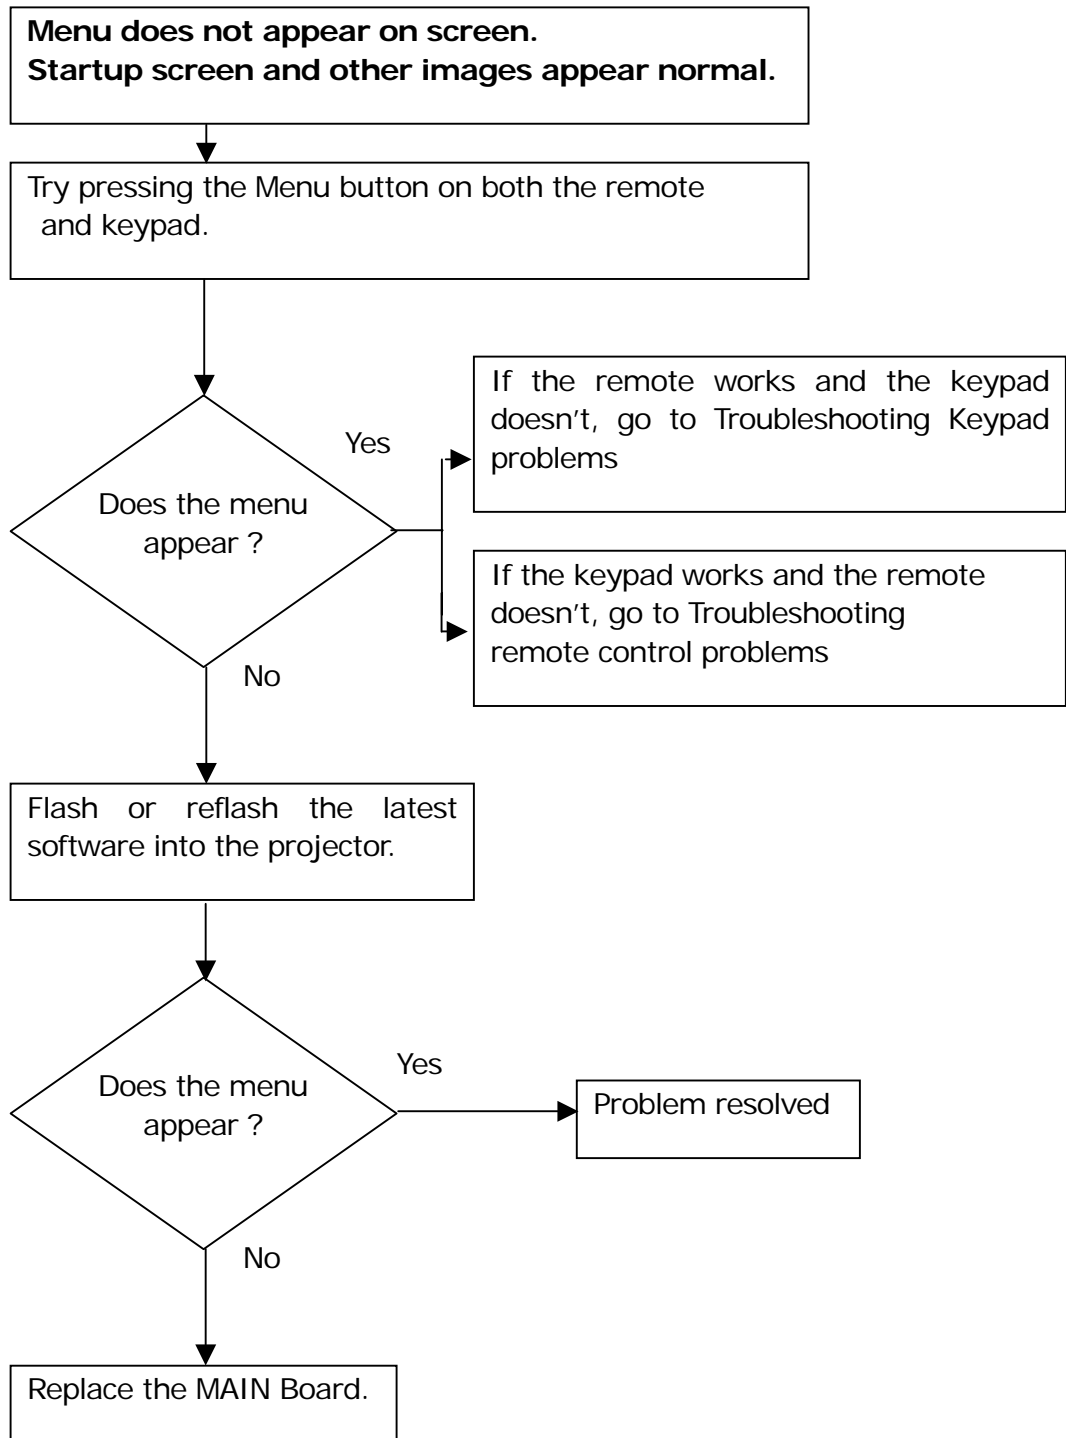 Menu does not appear on screen.
Startup screen and other images appear normal.
Try pressing the Menu button on both the remote
and keypad.
Does the menu
appear ?
Yes
If the remote works and the keypad
doesn't, go to Troubleshooting Keypad
problems
If the keypad works and the remote
doesn't, go to Troubleshooting
remote control problems
No
Flash or reflash the latest
software into the projector.
Does the menu
appear ?
Yes
Problem resolved
No
Replace the MAIN Board.